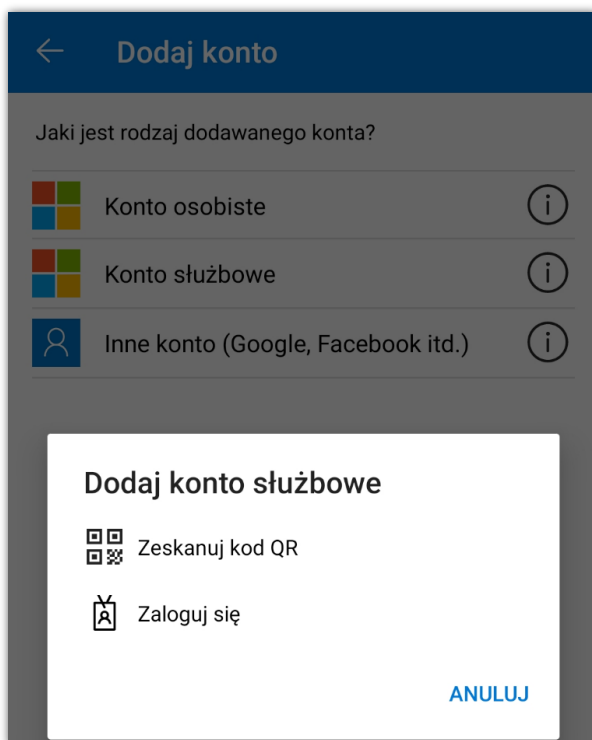 Dodaj konto
Jaki jest rodzaj dodawanego konta?
Konto osobiste
Konto służbowe
Inne konto (Google, Facebook itd.)
Dodaj konto służbowe
Zeskanuj kod QR
Zaloguj się
ANULUJ